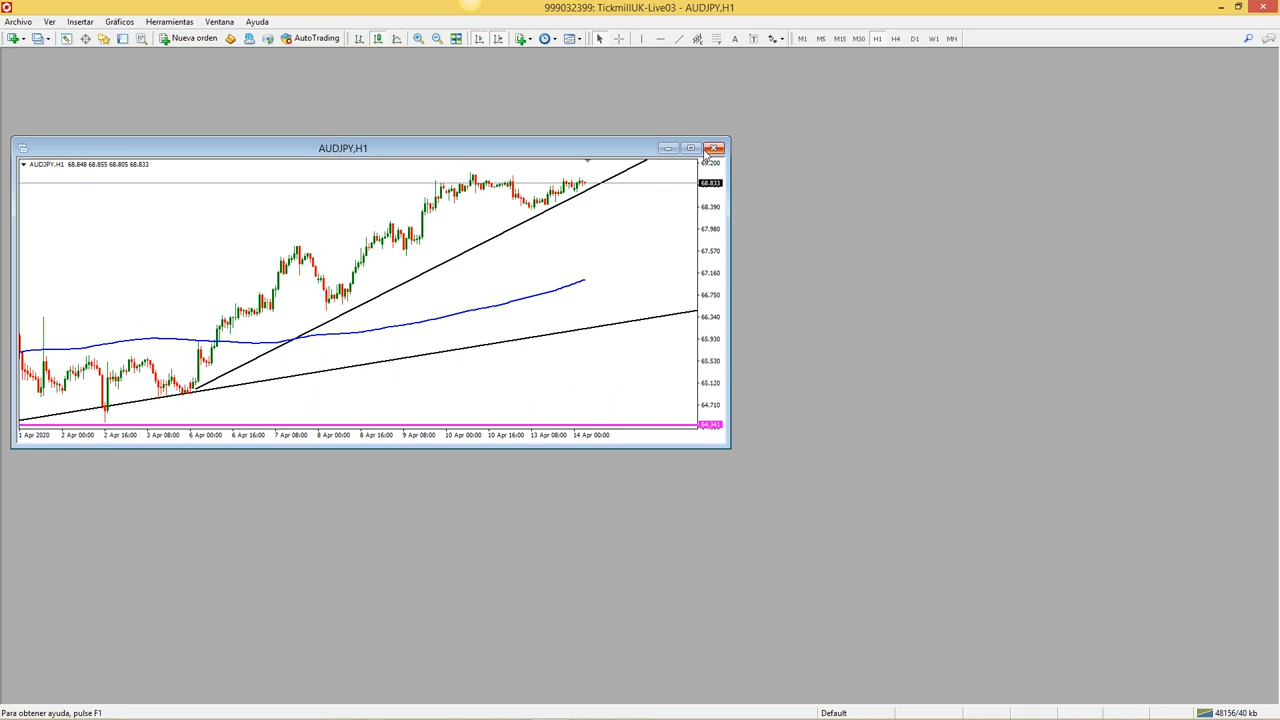 999032399: TickmillUK-Live03 - AUDJPY,H1
Archivo Ver Insertar Gráficos Herramientas Ventana Ayuda
Nueva orden AutoTrading A T M1 M5 M15 M30 H1 H4 D1 W1 MN
AUDJPY,H1
AUDJPY,H1 68.848 68.855 68.805 68.833
69.200
68.833
68.390
67.980
67.570
67.160
66.750
66.340
65.930
65.530
65.120
64.710
64.341
1 Apr 2020 2 Apr 00:00 2 Apr 16:00 3 Apr 08:00 6 Apr 00:00 6 Apr 16:00 7 Apr 08:00 8 Apr 00:00 8 Apr 16:00 9 Apr 08:00 10 Apr 00:00 10 Apr 16:00 13 Apr 08:00 14 Apr 00:00
Para obtener ayuda, pulse F1 Default 48156/40 kb